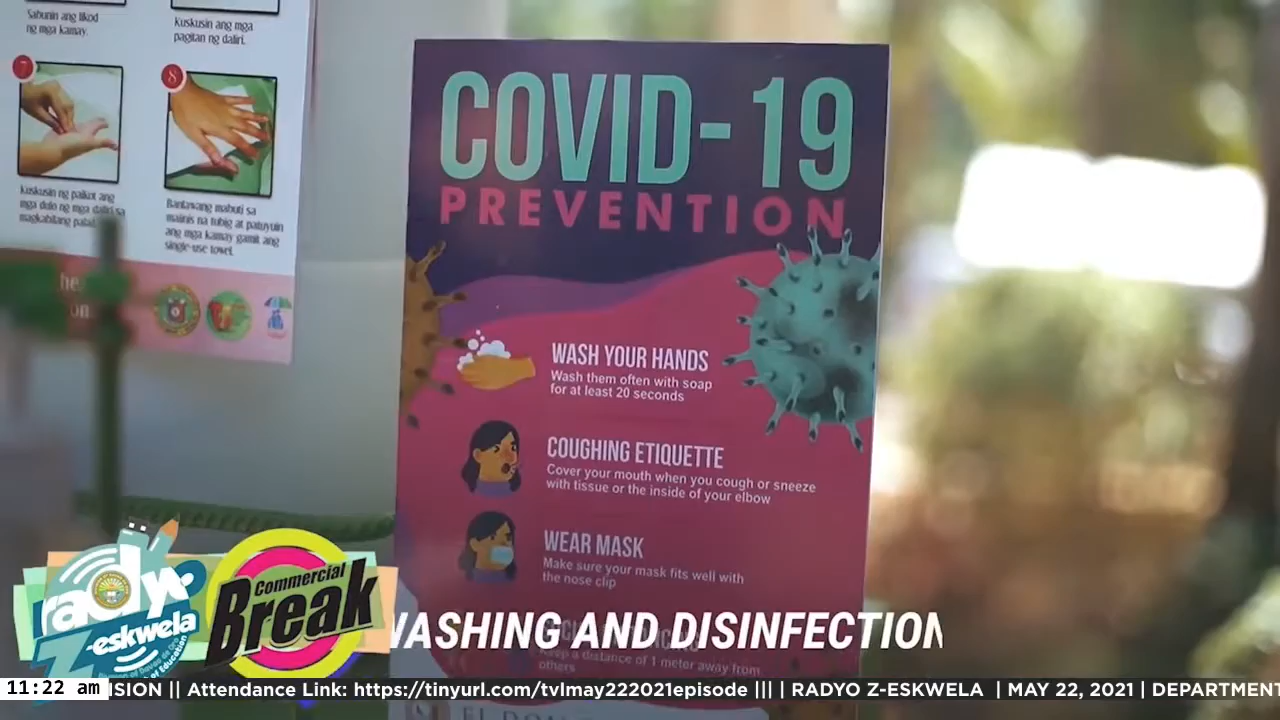 Sabunin ang likod
ng mga kamay.
Kuskusin ang mga
pagitan ng daliri.
7
8
Kuskusin ng paikot ang
mga dulo ng mga daliri sa
magkabilang palad
Banlawang mabuti sa
malinis na tubig at patuyuin
ang mga kamay gamit ang
single-use towel.
COVID-19
PREVENTION
WASH YOUR HANDS
Wash them often with soap
for at least 20 seconds
COUGHING ETIQUETTE
Cover your mouth when you cough or sneeze
with tissue or the inside of your elbow
WEAR MASK
Make sure your mask fits well with
the nose clip
Keep a distance of 1 meter away from
others
WASHING AND DISINFECTION
radyo
Z-eskwela
Division of Davao de Oro
Commercial
Break
11:22 am
ISION || Attendance Link: https://tinyurl.com/tvlmay222021episode ||| | RADYO Z-ESKWELA | MAY 22, 2021 | DEPARTMENT